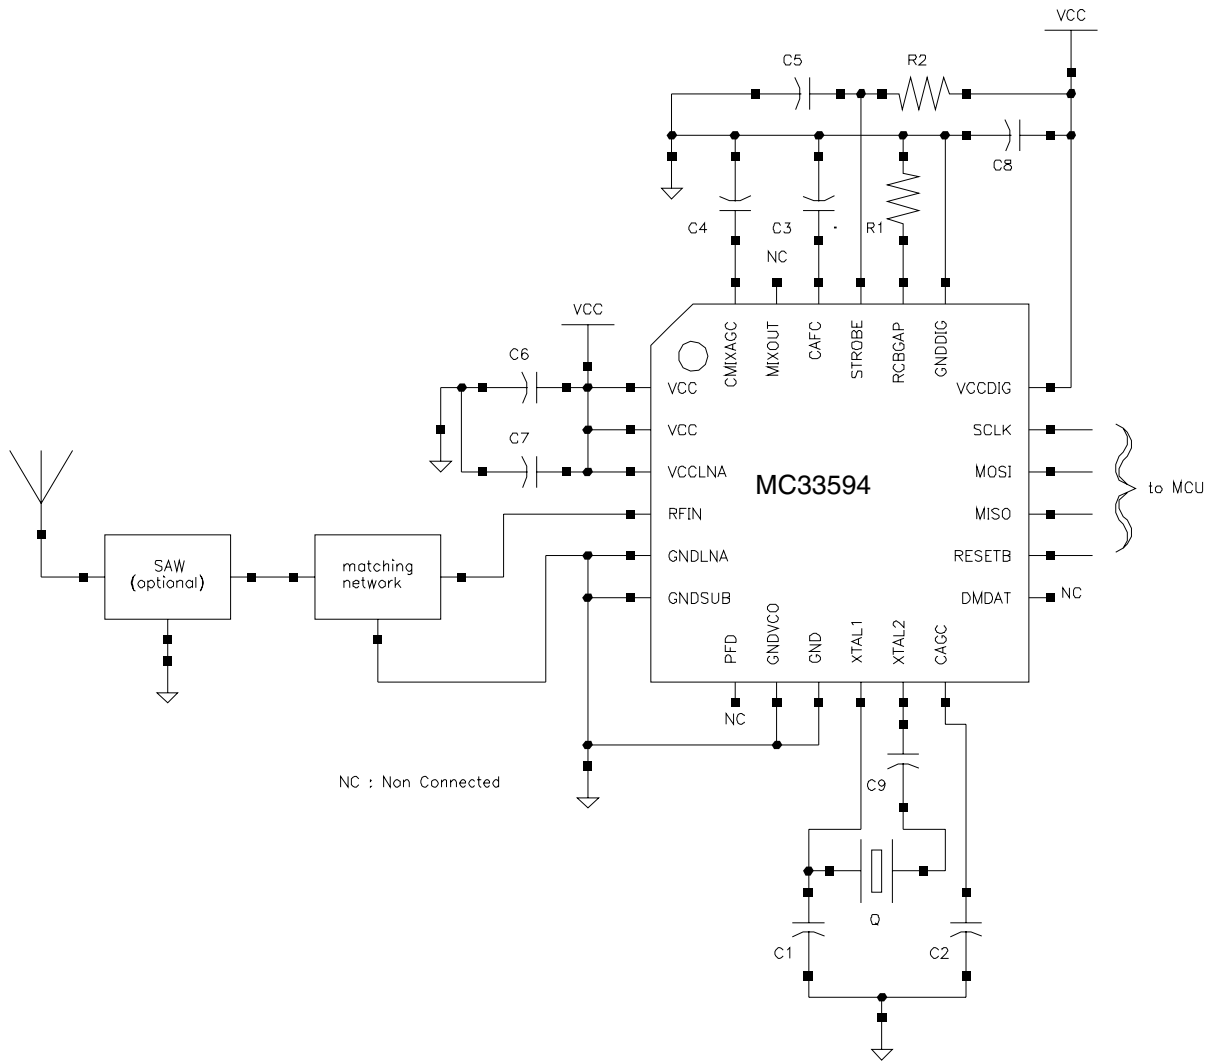 VCC
C5
R2
C8
C4
C3
R1
NC
VCC
C6
C7
CMIXAGC
MIXOUT
CAFC
STROBE
RCBGAP
GNDDIG
VCC
VCC
VCCLNA
RFIN
GNDLNA
GNDSUB
MC33594
VCCDIG
SCLK
MOSI
MISO
RESETB
DMDAT
NC
to MCU
SAW
(optional)
matching
network
PFD
GNDVCO
GND
XTAL1
XTAL2
CAGC
NC
NC : Non Connected
C9
Q
C1
C2